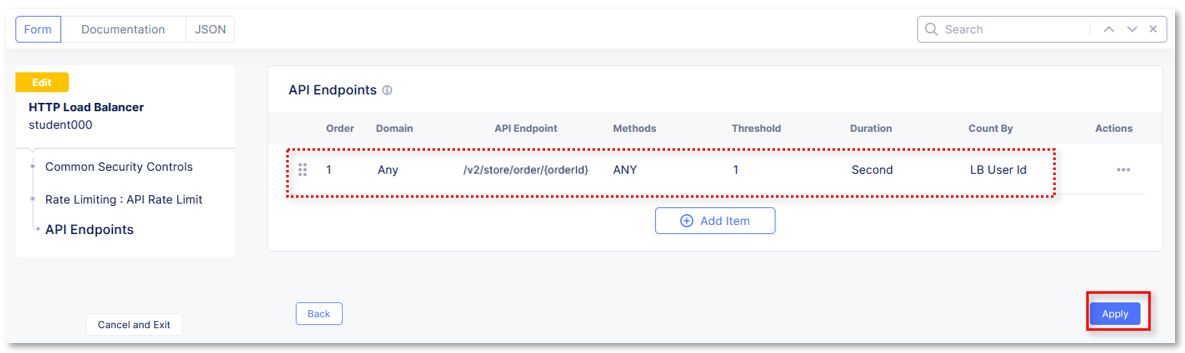 Form Documentation JSON Search
Edit
HTTP Load Balancer
student000
Common Security Controls
Rate Limiting : API Rate Limit
API Endpoints
Cancel and Exit
API Endpoints
Order Domain API Endpoint Methods Threshold Duration Count By Actions
1 Any /v2/store/order/{orderId} ANY 1 Second LB User Id
Add Item
Back Apply